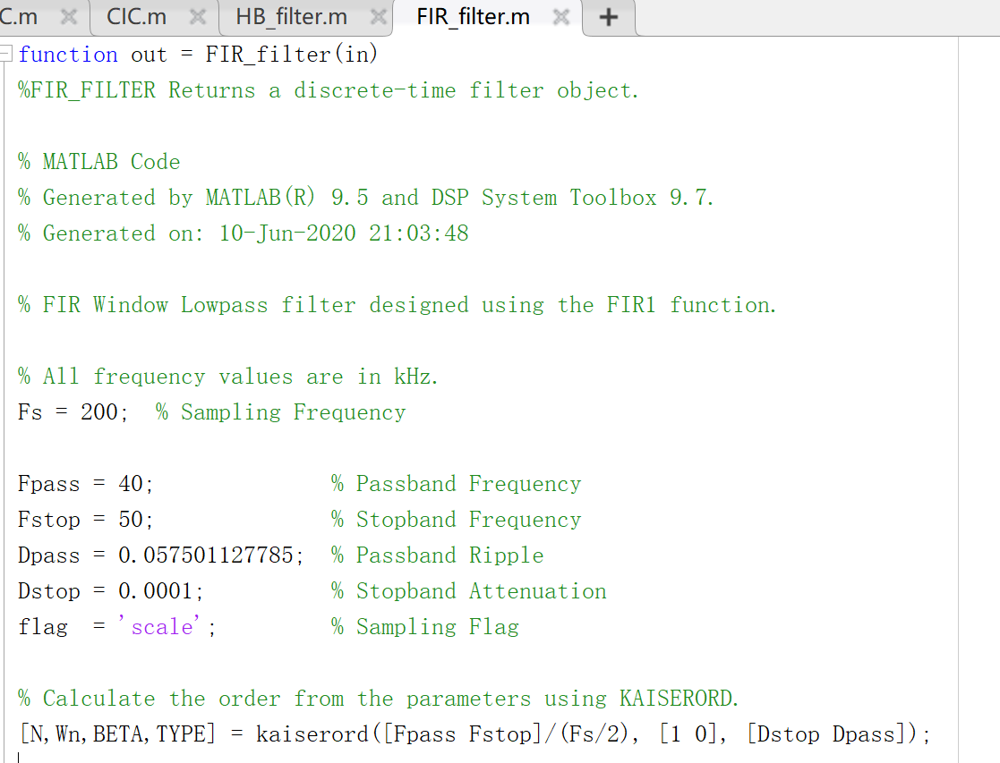 C.m × CIC.m × HB_filter.m × FIR_filter.m × +
function out = FIR_filter(in)
%FIR_FILTER Returns a discrete-time filter object.
% MATLAB Code
% Generated by MATLAB(R) 9.5 and DSP System Toolbox 9.7.
% Generated on: 10-Jun-2020 21:03:48
% FIR Window Lowpass filter designed using the FIR1 function.
% All frequency values are in kHz.
Fs = 200;  % Sampling Frequency
Fpass = 40;              % Passband Frequency
Fstop = 50;              % Stopband Frequency
Dpass = 0.057501127785;  % Passband Ripple
Dstop = 0.0001;          % Stopband Attenuation
flag  = 'scale';         % Sampling Flag
% Calculate the order from the parameters using KAISERORD.
[N,Wn,BETA,TYPE] = kaiserord([Fpass Fstop]/(Fs/2), [1 0], [Dstop Dpass]);